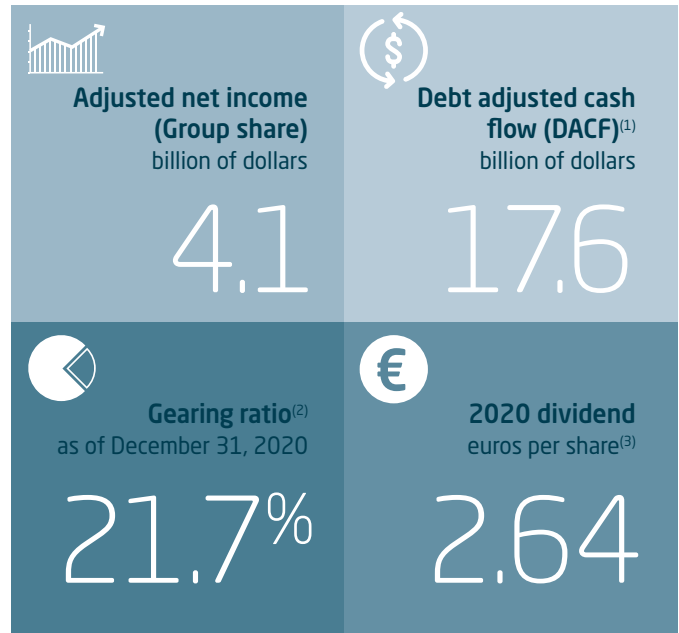 Adjusted net income
(Group share)
billion of dollars
4.1
Debt adjusted cash
flow (DACF)(1)
billion of dollars
17.6
Gearing ratio(2)
as of December 31, 2020
21.7%
2020 dividend
euros per share(3)
2.64